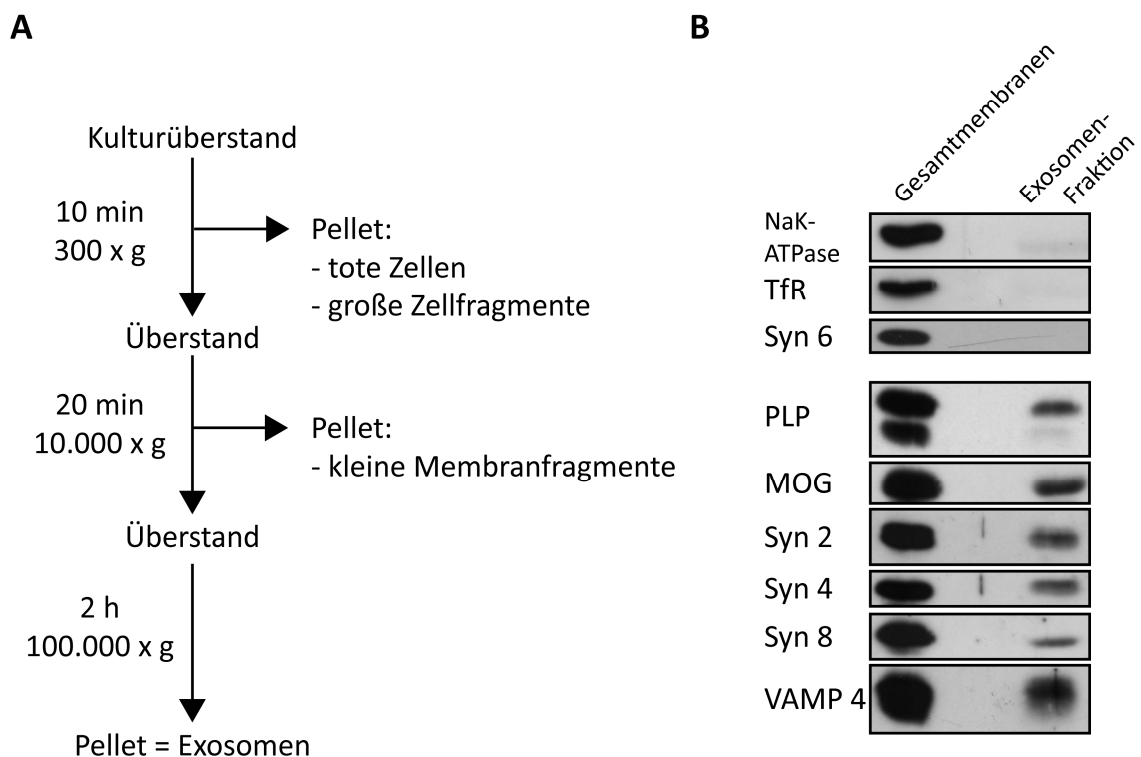 A
Kulturüberstand
10 min
300 x g
Pellet:
- tote Zellen
- große Zellfragmente
Überstand
20 min
10.000 x g
Pellet:
- kleine Membranfragmente
Überstand
2 h
100.000 x g
Pellet = Exosomen
B
Gesamtmembranen
Exosomen-
Fraktion
NaK-
ATPase
TfR
Syn 6
PLP
MOG
Syn 2
Syn 4
Syn 8
VAMP 4